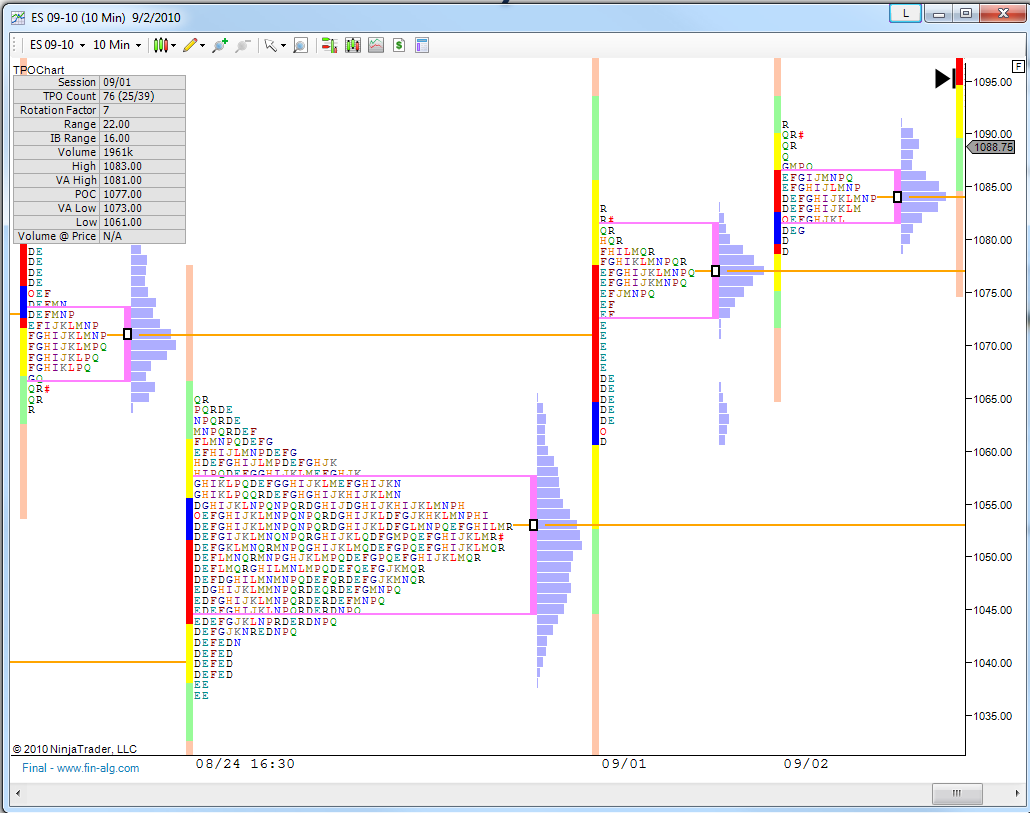 ES 09-10 (10 Min) 9/2/2010
L
ES 09-10 10 Min
$
TPOChart
F
Session 09/01
TPO Count 76 (25/39)
Rotation Factor 7
Range 22.00
IB Range 16.00
Volume 1961k
High 1083.00
VA High 1081.00
POC 1077.00
VA Low 1073.00
Low 1061.00
Volume @ Price N/A
DE
DE
DE
DE
OEF
DEFMN
DEFMNP
EFIJKLMNP
FGHIJKLMNP
FGHIJKLMPQ
FGHIJKLPQ
FGHIKLPQ
GQ
QR#
QR
R
QR
PQRDE
NPQRDE
MNPQRDEF
FLMNPQDEFG
EFHIJLMNPDEFG
HDEFGHIJLMPDEFGHJK
HIPQDEFGGHIJKLMEFGHJK
GHIKLPQDEFGGHIJKLMEFGHIJKN
GHIKLPQQRDEFGHGHIJKHIJKLMN
DGHIJKLNPQNPQRDGHIJDGHIJKHIJKLMNPH
OEFGHIJKLMNPQNPQRDGHIJKLDFGJKHKLMNPHI
DEFGHIJKLMNPQNPQRDGHIJKLDFGLMNPQEFGHILMR
DEFGIJKLMNQNPQRGHIJKLQDFGMPQEFGHIJKLMR#
DEFGKLMNQRMNPQGHIJKLMQDEFGPQEFGHIJKLMQR
DEFLMNQRMNPGHJKLMPQDEFGPQEFGHIJKLMQR
DEFLMQRGHILMNLMPQDEFQEFGJKMQR
DEFDGHILMNMNPQDEFQRDEFGJKMNQR
EDGHIJKLMMNPQRDEQRDEFGMNPQ
EDEFGHIJKLMNPQRDERDEFMNPQ
EDEFGHIJKLNPQRDERDNPQ
DEFGJKLNPRDERDNPQ
DEFGJKNREDNPQ
DEFEDN
DEFED
DEFED
DEFED
EE
EE
R
R#
QR
HQR
FHILMQR
FGHIKLMNPQR
EFGHIJKLMNPQ
EFGHIJKMNPQ
EFJMNPQ
EF
EF
E
E
E
E
E
DE
DE
DE
DE
DE
O
D
R
QR#
QR
Q
GMPQ
EFGIJMNPQ
EFGHIJLMNP
DEFGHIJKLMNP
DEFGHIJKLM
OEFGHJKL
DEG
D
D
1095.00
1090.00
1088.75
1085.00
1080.00
1075.00
1070.00
1065.00
1060.00
1055.00
1050.00
1045.00
1040.00
1035.00
© 2010 NinjaTrader, LLC
Final - www.fin-alg.com
08/24 16:30
09/01
09/02